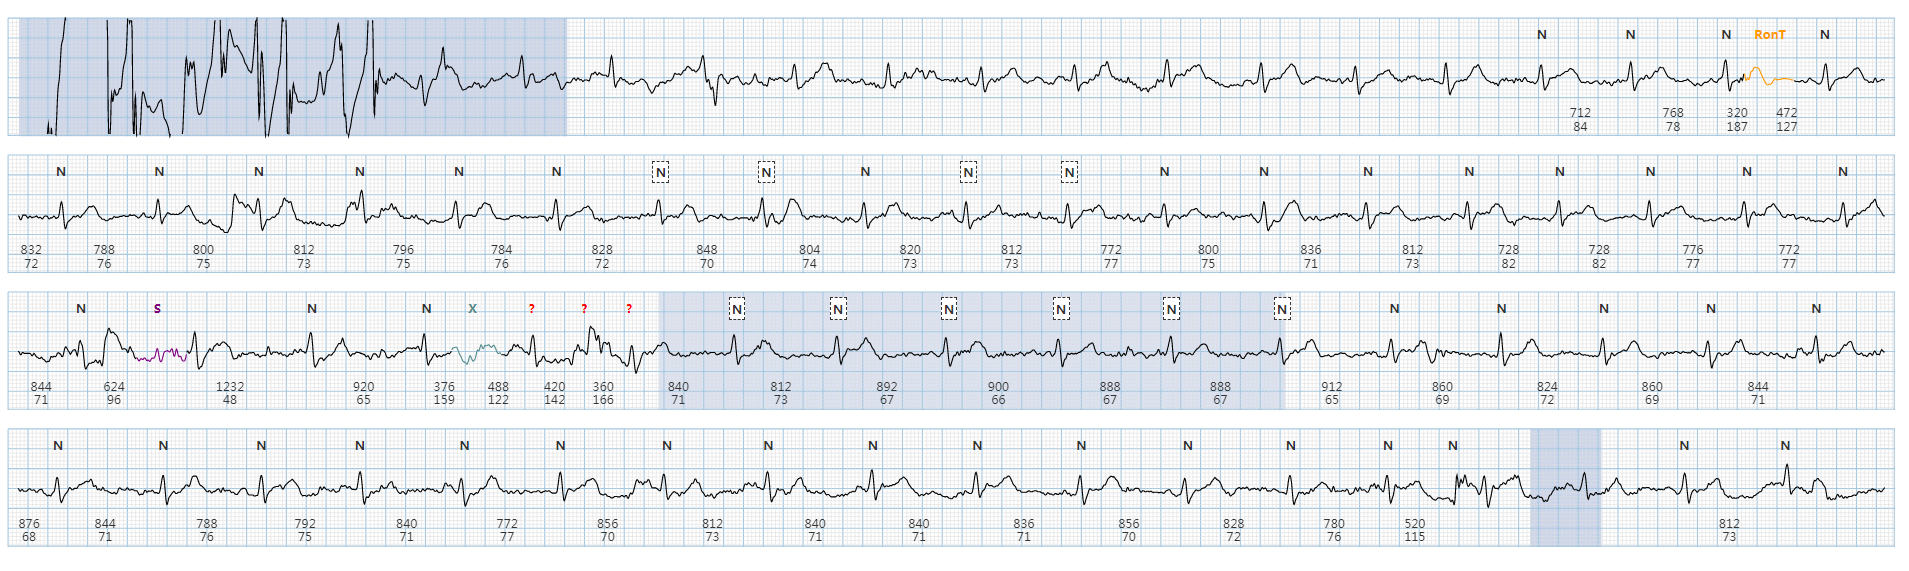 N N N RonT N
712 768 320 472
84 78 187 127
N N N N N N N N N N N N N N N N N N N
832 788 800 812 796 784 828 848 804 820 812 772 800 836 812 728 728 776 772
72 76 75 73 75 76 72 70 74 73 73 77 75 71 73 82 82 77 77
N S N N X ? ? ? N N N N N N N N N N N
844 624 1232 920 376 488 420 360 840 812 892 900 888 888 912 860 824 860 844
71 96 48 65 159 122 142 166 71 73 67 66 67 67 65 69 72 69 71
N N N N N N N N N N N N N N N N N
876 844 788 792 840 772 856 812 840 840 836 856 828 780 520 812
68 71 76 75 71 77 70 73 71 71 71 70 72 76 115 73